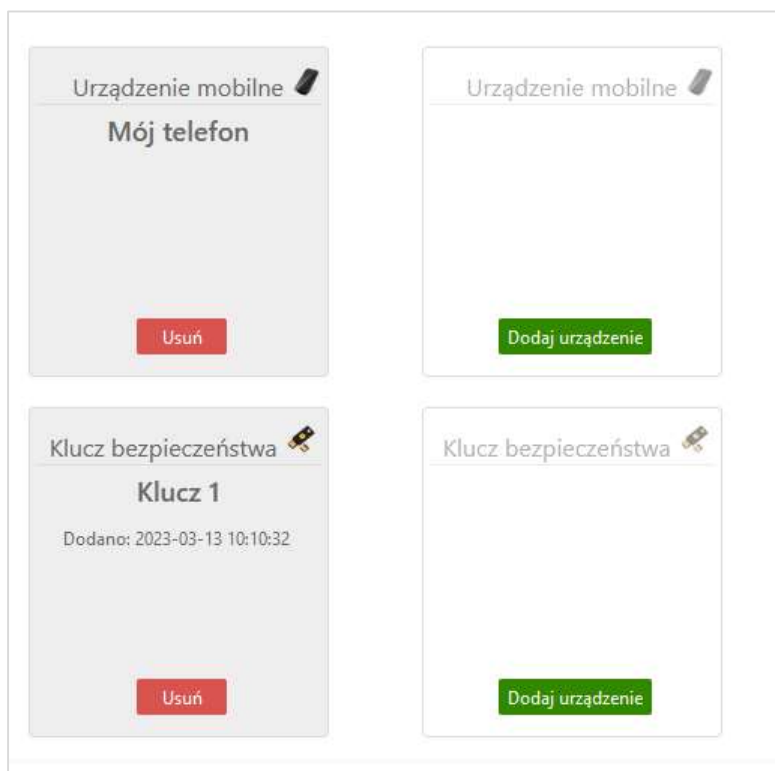 Urządzenie mobilne
Mój telefon
Usuń
Urządzenie mobilne
Dodaj urządzenie
Klucz bezpieczeństwa
Klucz 1
Dodano: 2023-03-13 10:10:32
Usuń
Klucz bezpieczeństwa
Dodaj urządzenie